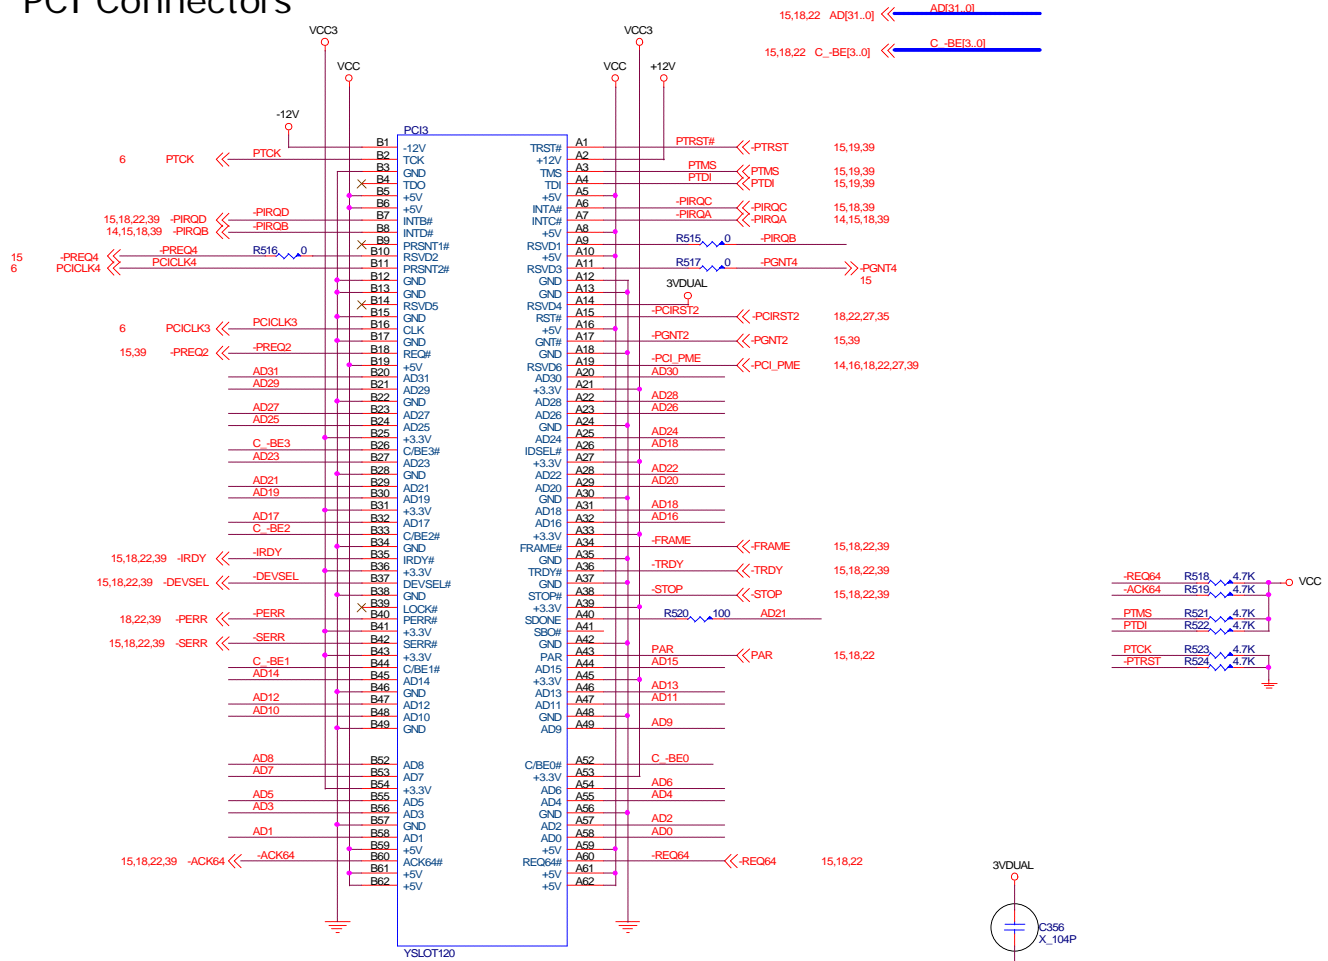 PCI Connectors
15,18,22 AD[31..0] AD[31..0]
15,18,22 C_-BE[3..0] C_-BE[3..0]
VCC3 VCC3
VCC VCC +12V
-12V
PCI3
B1 -12V TRST# A1 PTRST# -PTRST 15,19,39
6 PTCK PTCK B2 TCK +12V A2
B3 GND TMS A3 PTMS PTMS 15,19,39
B4 TDO TDI A4 PTDI PTDI 15,19,39
B5 +5V +5V A5
B6 +5V INTA# A6 -PIRQC -PIRQC 15,18,39
15,18,22,39 -PIRQD -PIRQD B7 INTB# INTC# A7 -PIRQA -PIRQA 14,15,18,39
14,15,18,39 -PIRQB -PIRQB B8 INTD# +5V A8
B9 PRSNT1# RSVD1 A9 R515 0 -PIRQB
15 -PREQ4 -PREQ4 R516 0 B10 RSVD2 +5V A10
6 PCICLK4 PCICLK4 B11 PRSNT2# RSVD3 A11 R517 0 -PGNT4 -PGNT4 15
B12 GND GND A12
B13 GND GND A13 3VDUAL
B14 RSVD5 RSVD4 A14
B15 GND RST# A15 -PCIRST2 -PCIRST2 18,22,27,35
6 PCICLK3 PCICLK3 B16 CLK +5V A16
B17 GND GNT# A17 -PGNT2 -PGNT2 15,39
15,39 -PREQ2 -PREQ2 B18 REQ# GND A18
B19 +5V RSVD6 A19 -PCI_PME -PCI_PME 14,16,18,22,27,39
AD31 B20 AD31 AD30 A20 AD30
AD29 B21 AD29 +3.3V A21
B22 GND AD28 A22 AD28
AD27 B23 AD27 AD26 A23 AD26
AD25 B24 AD25 GND A24
B25 +3.3V AD24 A25 AD24
C_-BE3 B26 C/BE3# IDSEL# A26 AD18
AD23 B27 AD23 +3.3V A27
B28 GND AD22 A28 AD22
AD21 B29 AD21 AD20 A29 AD20
AD19 B30 AD19 GND A30
B31 +3.3V AD18 A31 AD18
AD17 B32 AD17 AD16 A32 AD16
C_-BE2 B33 C/BE2# +3.3V A33
B34 GND FRAME# A34 -FRAME -FRAME 15,18,22,39
15,18,22,39 -IRDY -IRDY B35 IRDY# GND A35
B36 +3.3V TRDY# A36 -TRDY -TRDY 15,18,22,39
15,18,22,39 -DEVSEL -DEVSEL B37 DEVSEL# GND A37
B38 GND STOP# A38 -STOP -STOP 15,18,22,39
B39 LOCK# +3.3V A39
18,22,39 -PERR -PERR B40 PERR# SDONE A40 R520 100 AD21
B41 +3.3V SBO# A41
15,18,22,39 -SERR -SERR B42 SERR# GND A42
B43 +3.3V PAR A43 PAR PAR 15,18,22
C_-BE1 B44 C/BE1# AD15 A44 AD15
AD14 B45 AD14 +3.3V A45
B46 GND AD13 A46 AD13
AD12 B47 AD12 AD11 A47 AD11
AD10 B48 AD10 GND A48
B49 GND AD9 A49 AD9
AD8 B52 AD8 C/BE0# A52 C_-BE0
AD7 B53 AD7 +3.3V A53
B54 +3.3V AD6 A54 AD6
AD5 B55 AD5 AD4 A55 AD4
AD3 B56 AD3 GND A56
B57 GND AD2 A57 AD2
AD1 B58 AD1 AD0 A58 AD0
B59 +5V +5V A59
15,18,22,39 -ACK64 -ACK64 B60 ACK64# REQ64# A60 -REQ64 -REQ64 15,18,22
B61 +5V +5V A61
B62 +5V +5V A62
YSLOT120
-REQ64 R518 4.7K VCC
-ACK64 R519 4.7K
PTMS R521 4.7K
PTDI R522 4.7K
PTCK R523 4.7K
-PTRST R524 4.7K
3VDUAL
C356
X_104P